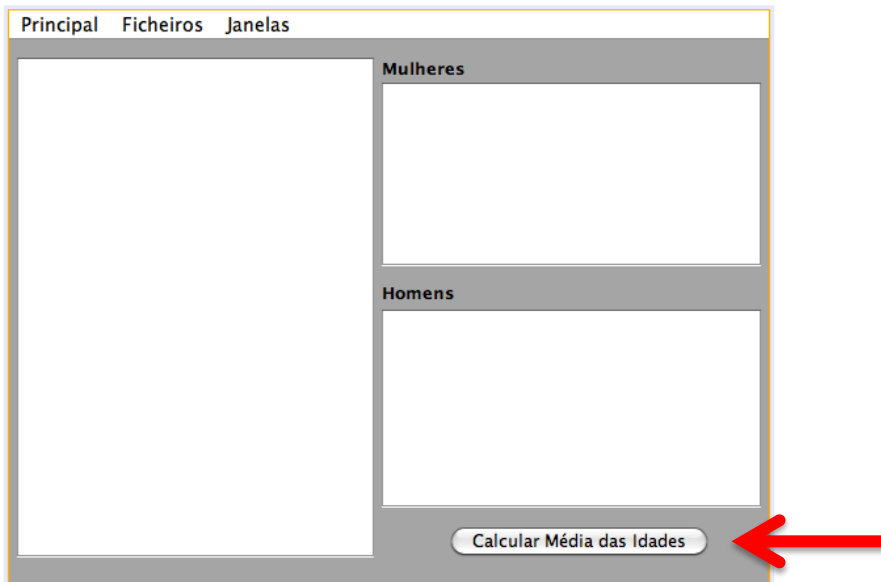 Principal Ficheiros Janelas
Mulheres
Homens
Calcular Média das Idades